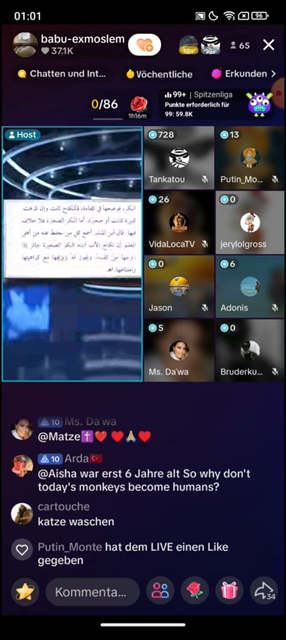 01:01
96
babu-exmoslem
37.1K
10+
65
Chatten und Int...
Wöchentliche
Erkunden
0/86
1h16m
99+ | Spitzenliga
Punkte erforderlich für
99: 59.8K
Host
728
Tankatou
13
Putin_Mo...
26
VidaLocaTV
0
jerylolgross
0
Jason
6
Adonis
5
Ms. Da'wa
0
Bruderku...
10 Ms. Da'wa
@Matze✝️❤️ ❤️🙏🏽❤️
10 Arda🇹🇷
@Aisha war erst 6 Jahre alt So why don't
today's monkeys become humans?
cartouche
katze waschen
Putin_Monte hat dem LIVE einen Like
gegeben
Kommenta...
34